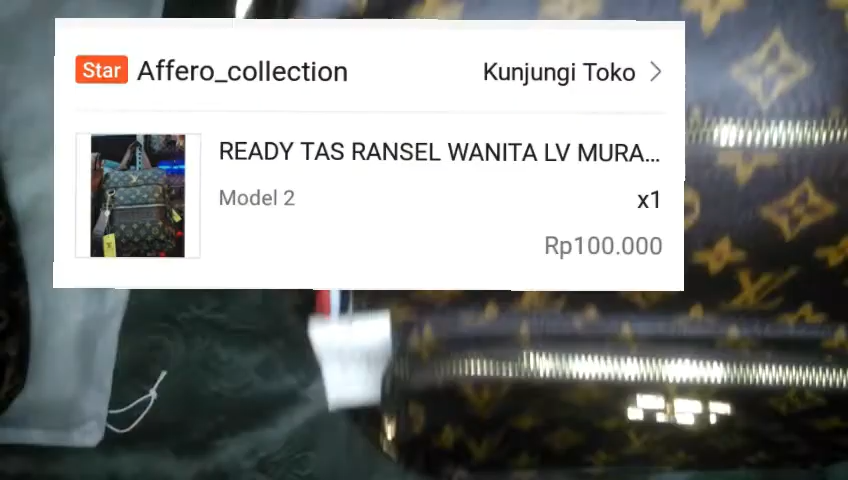 Star Affero_collection Kunjungi Toko
READY TAS RANSEL WANITA LV MURA...
Model 2 x1
Rp100.000